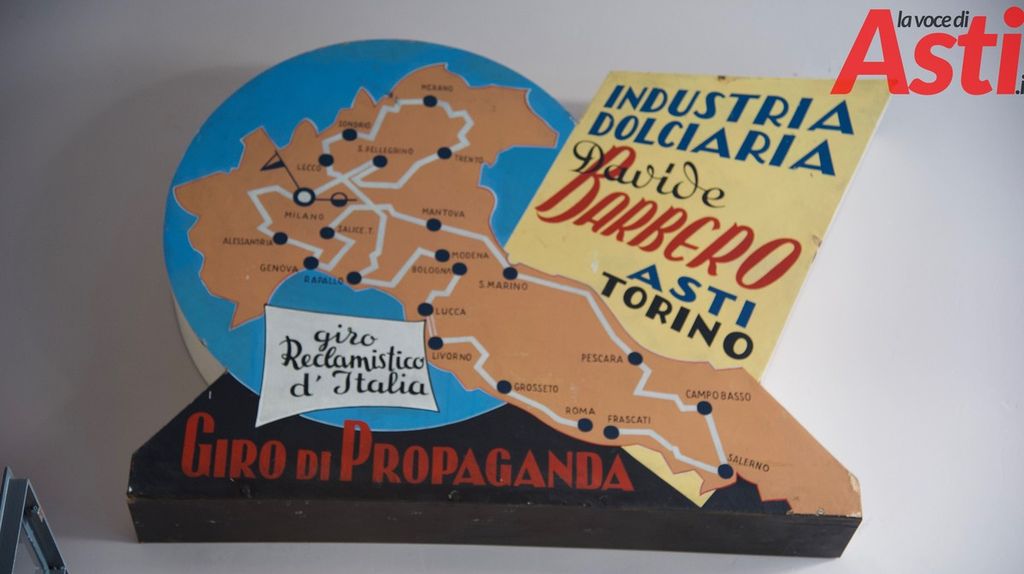 la voce di
Asti.i
INDUSTRIA
DOLCIARIA
Davide
BARBERO
ASTI
TORINO
MERANO
SONDRIO
S. PELLEGRINO
TRENTO
LECCO
MILANO
MANTOVA
SALICE.T.
ALESSANDRIA
MODENA
GENOVA
BOLOGNA
RAPALLO
S. MARINO
LUCCA
LIVORNO
PESCARA
GROSSETO
CAMPO BASSO
ROMA
FRASCATI
SALERNO
giro
Reclamistico
d'Italia
GIRO DI PROPAGANDA